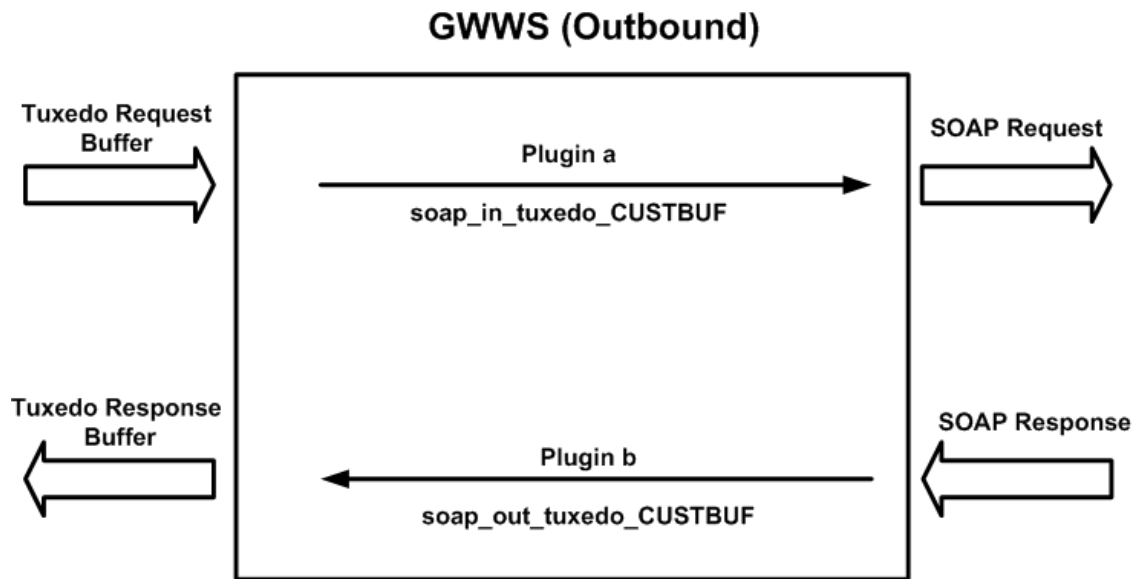 GWWS (Outbound)
Tuxedo Request
Buffer
Plugin a
soap_in_tuxedo_CUSTBUF
SOAP Request
Tuxedo Response
Buffer
Plugin b
soap_out_tuxedo_CUSTBUF
SOAP Response